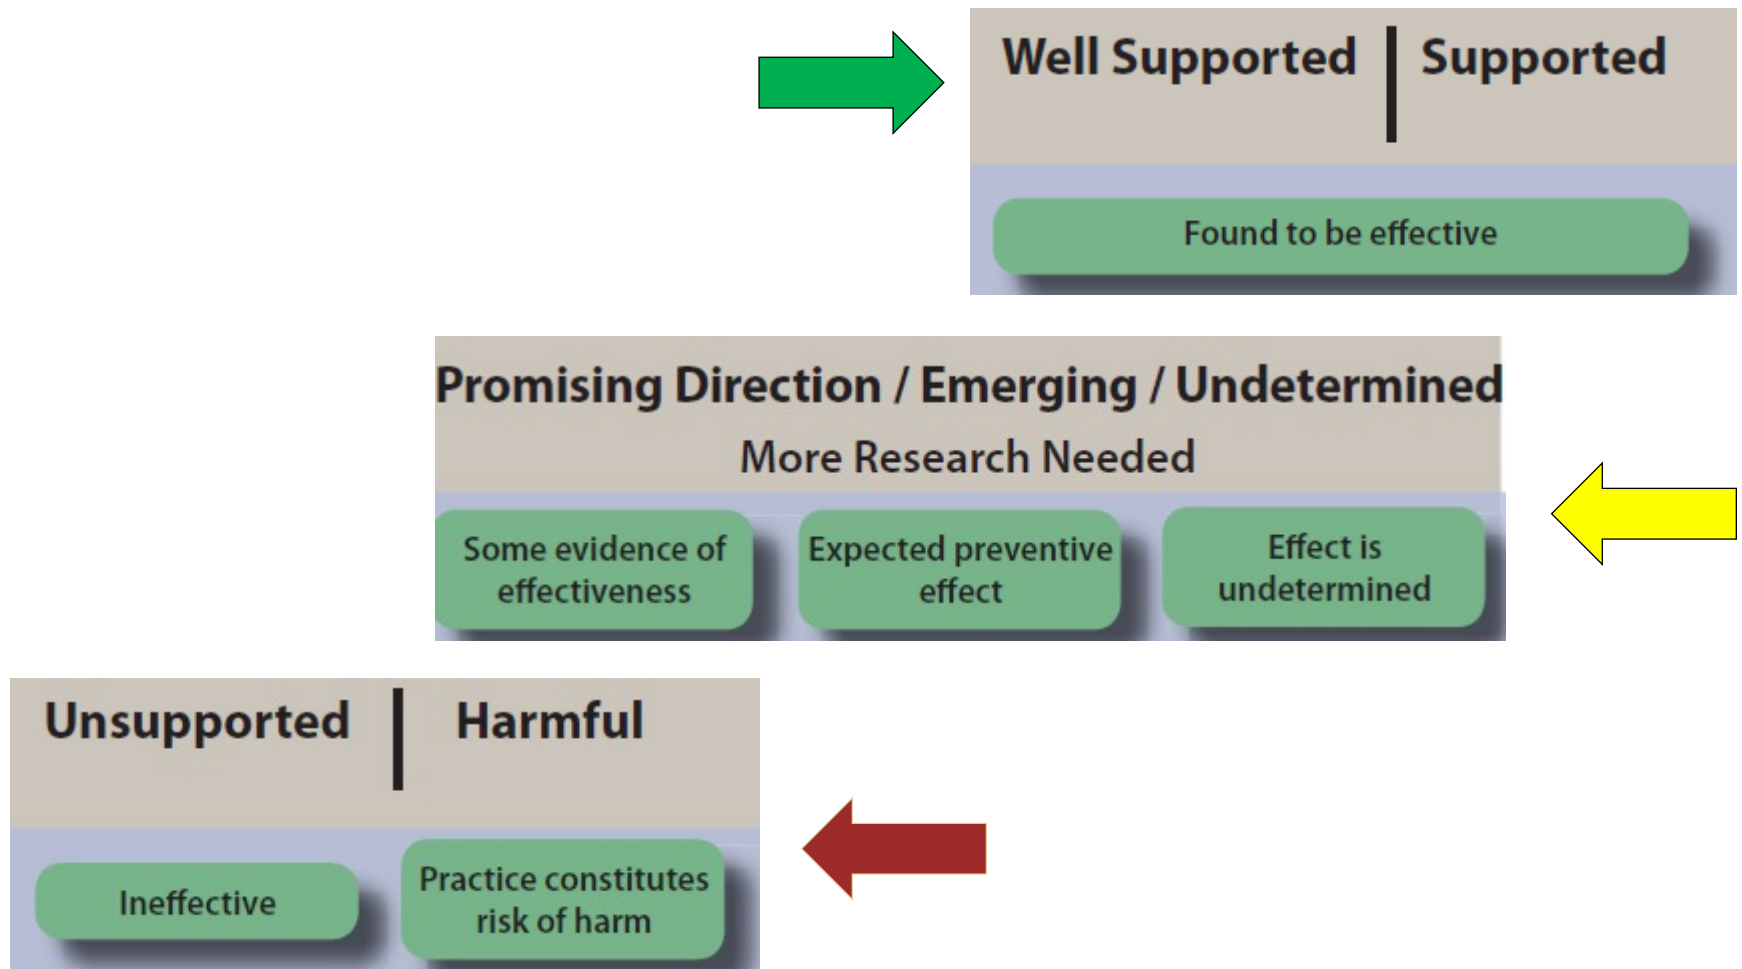 Well Supported | Supported
Found to be effective
Promising Direction / Emerging / Undetermined
More Research Needed
Some evidence of
effectiveness
Expected preventive
effect
Effect is
undetermined
Unsupported | Harmful
Ineffective
Practice constitutes
risk of harm